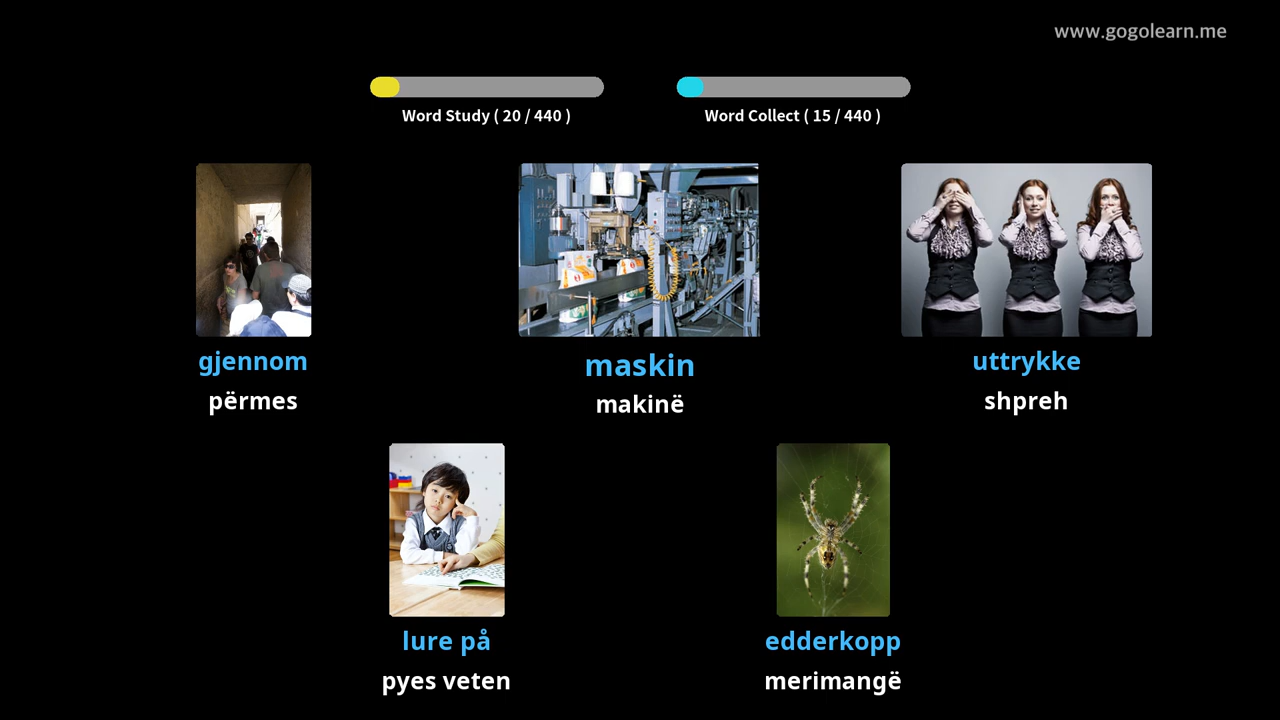 www.gogolearn.me
Word Study ( 20 / 440 )
Word Collect ( 15 / 440 )
gjennom
përmes
maskin
makinë
uttrykke
shpreh
lure på
pyes veten
edderkopp
merimangë